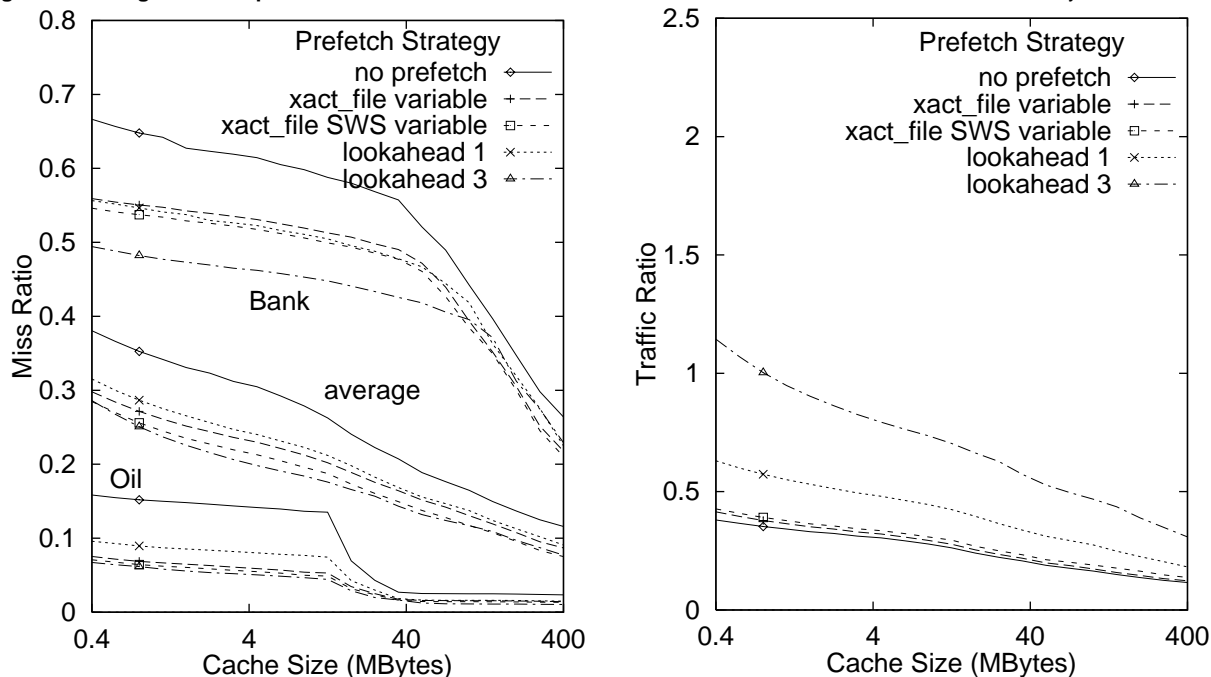 0.8
0.7
0.6
0.5
0.4
0.3
0.2
0.1
0
0.4
4
40
400
Miss Ratio
Cache Size (MBytes)
Prefetch Strategy
no prefetch
xact_file variable
xact_file SWS variable
lookahead 1
lookahead 3
Bank
average
Oil
2.5
2
1.5
1
0.5
0
0.4
4
40
400
Traffic Ratio
Cache Size (MBytes)
Prefetch Strategy
no prefetch
xact_file variable
xact_file SWS variable
lookahead 1
lookahead 3